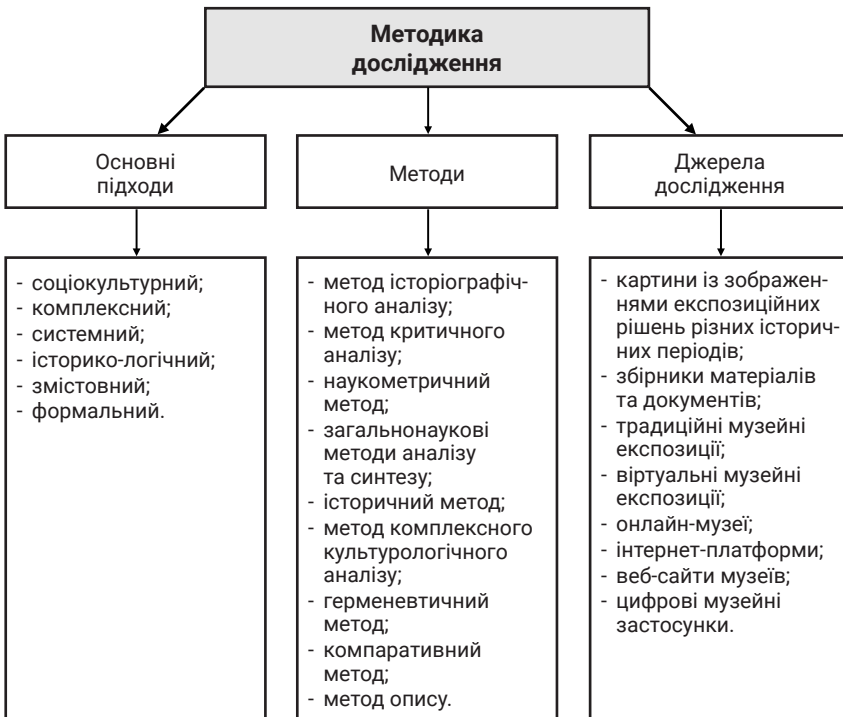 Методика
дослідження
Основні
підходи
Методи
Джерела
дослідження
- соціокультурний;
- комплексний;
- системний;
- історико-логічний;
- змістовний;
- формальний.
- метод історіографіч-
ного аналізу;
- метод критичного
аналізу;
- наукометричний
метод;
- загальнонаукові
методи аналізу
та синтезу;
- історичний метод;
- метод комплексного
культурологічного
аналізу;
- герменевтичний
метод;
- компаративний
метод;
- метод опису.
- картини із зображен-
нями експозиційних
рішень різних історич-
них періодів;
- збірники матеріалів
та документів;
- традиційні музейні
експозиції;
- віртуальні музейні
експозиції;
- онлайн-музеї;
- інтернет-платформи;
- веб-сайти музеїв;
- цифрові музейні
застосунки.